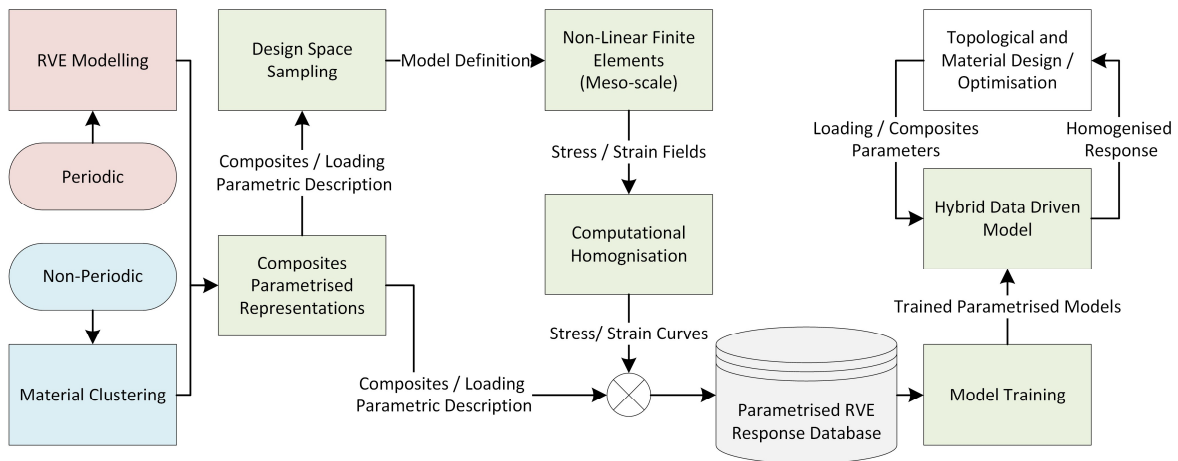 RVE Modelling
Periodic
Non-Periodic
Material Clustering
Design Space
Sampling
Composites / Loading
Parametric Description
Composites
Parametrised
Representations
Model Definition
Composites / Loading
Parametric Description
Non-Linear Finite
Elements
(Meso-scale)
Stress / Strain Fields
Computational
Homognisation
Stress/ Strain Curves
Parametrised RVE
Response Database
Topological and
Material Design /
Optimisation
Loading / Composites
Parameters
Homogenised
Response
Hybrid Data Driven
Model
Trained Parametrised Models
Model Training